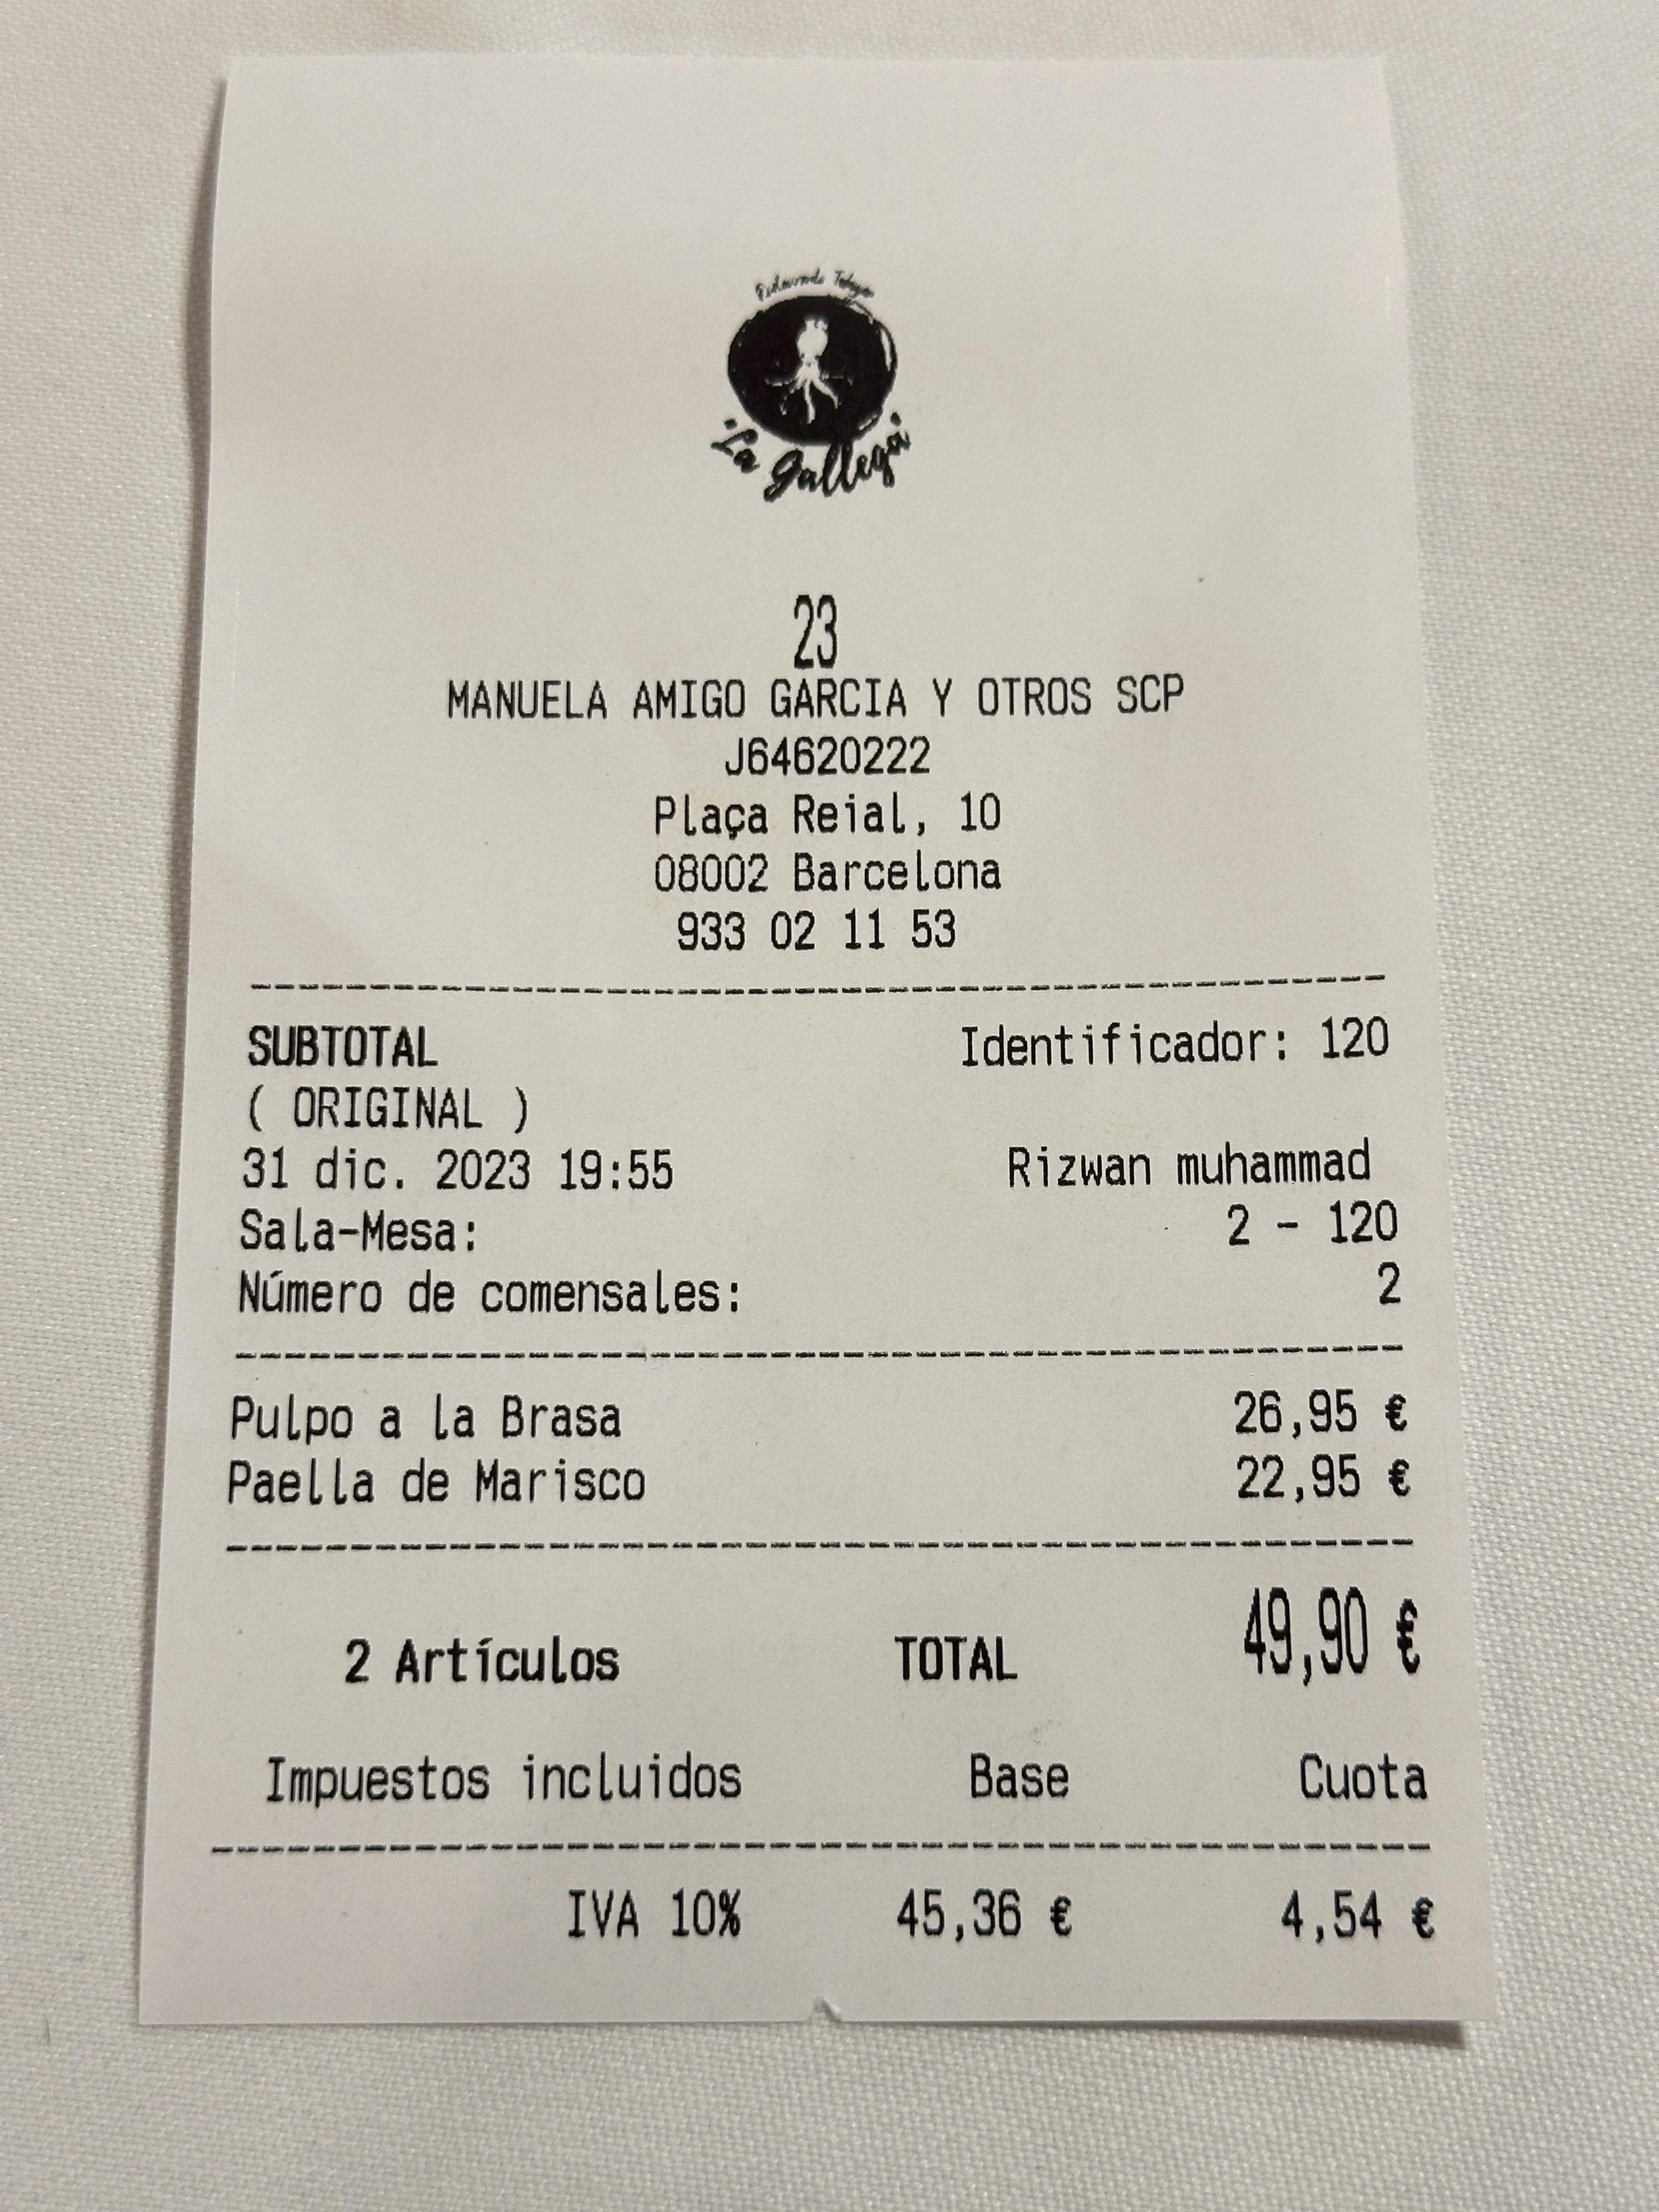 La Gallega
23
MANUELA AMIGO GARCIA Y OTROS SCP
J64620222
Plaça Reial, 10
08002 Barcelona
933 02 11 53
SUBTOTAL Identificador: 120
( ORIGINAL )
31 dic. 2023 19:55 Rizwan muhammad
Sala-Mesa: 2 - 120
Número de comensales: 2
Pulpo a la Brasa 26,95 €
Paella de Marisco 22,95 €
2 Artículos TOTAL 49,90 €
Impuestos incluidos Base Cuota
IVA 10% 45,36 € 4,54 €